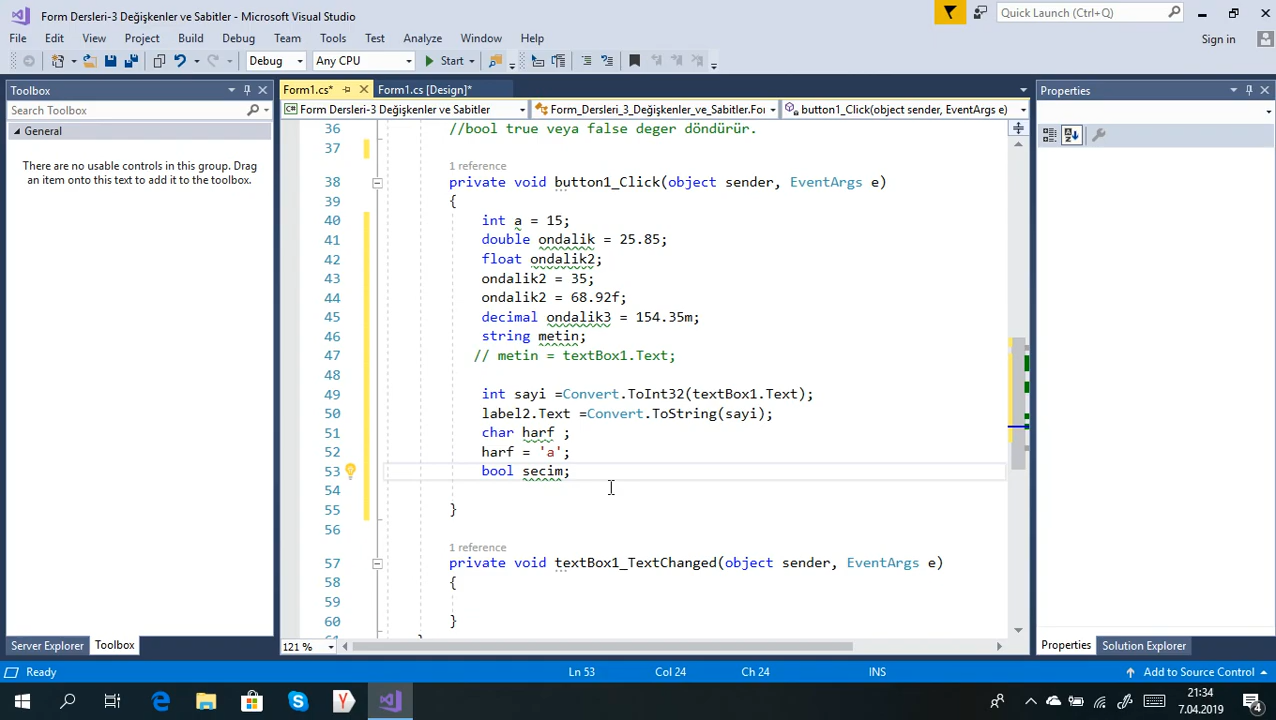 Form Dersleri-3 Değişkenler ve Sabitler - Microsoft Visual Studio
Quick Launch (Ctrl+Q)
File Edit View Project Build Debug Team Tools Test Analyze Window Help
Sign in
Debug Any CPU Start
Toolbox
Form1.cs* Form1.cs [Design]*
Properties
Search Toolbox
Form Dersleri-3 Değişkenler ve Sabitler Form_Dersleri_3_Değişkenler_ve_Sabitler.For button1_Click(object sender, EventArgs e)
General
There are no usable controls in this group. Drag
an item onto this text to add it to the toolbox.
36 //bool true veya false deger döndürür.
37
1 reference
38 private void button1_Click(object sender, EventArgs e)
39 {
40 int a = 15;
41 double ondalik = 25.85;
42 float ondalik2;
43 ondalik2 = 35;
44 ondalik2 = 68.92f;
45 decimal ondalik3 = 154.35m;
46 string metin;
47 // metin = textBox1.Text;
48
49 int sayi =Convert.ToInt32(textBox1.Text);
50 label2.Text =Convert.ToString(sayi);
51 char harf ;
52 harf = 'a';
53 bool secim;
54
55 }
56
1 reference
57 private void textBox1_TextChanged(object sender, EventArgs e)
58 {
59
60 }
61 }
Server Explorer Toolbox
121 %
Properties Solution Explorer
Ready Ln 53 Col 24 Ch 24 INS Add to Source Control
21:34
7.04.2019
4